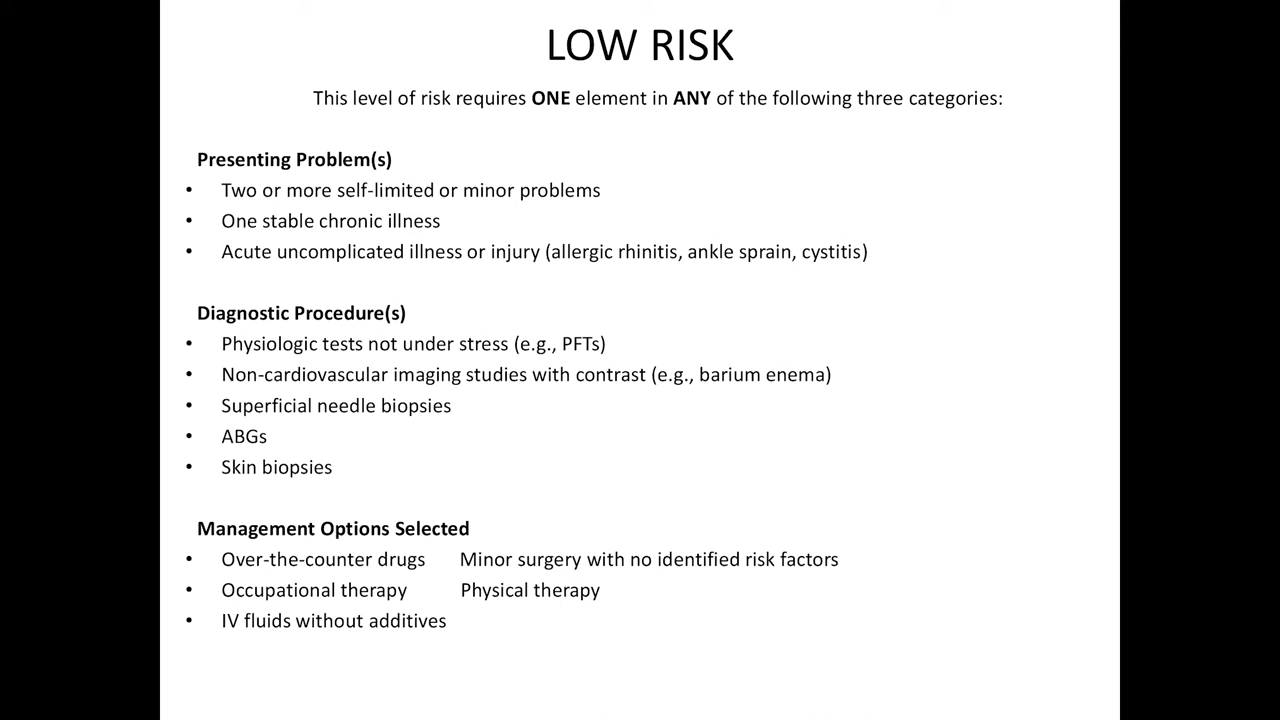 LOW RISK
This level of risk requires ONE element in ANY of the following three categories:
Presenting Problem(s)
• Two or more self-limited or minor problems
• One stable chronic illness
• Acute uncomplicated illness or injury (allergic rhinitis, ankle sprain, cystitis)
Diagnostic Procedure(s)
• Physiologic tests not under stress (e.g., PFTs)
• Non-cardiovascular imaging studies with contrast (e.g., barium enema)
• Superficial needle biopsies
• ABGs
• Skin biopsies
Management Options Selected
• Over-the-counter drugs Minor surgery with no identified risk factors
• Occupational therapy Physical therapy
• IV fluids without additives